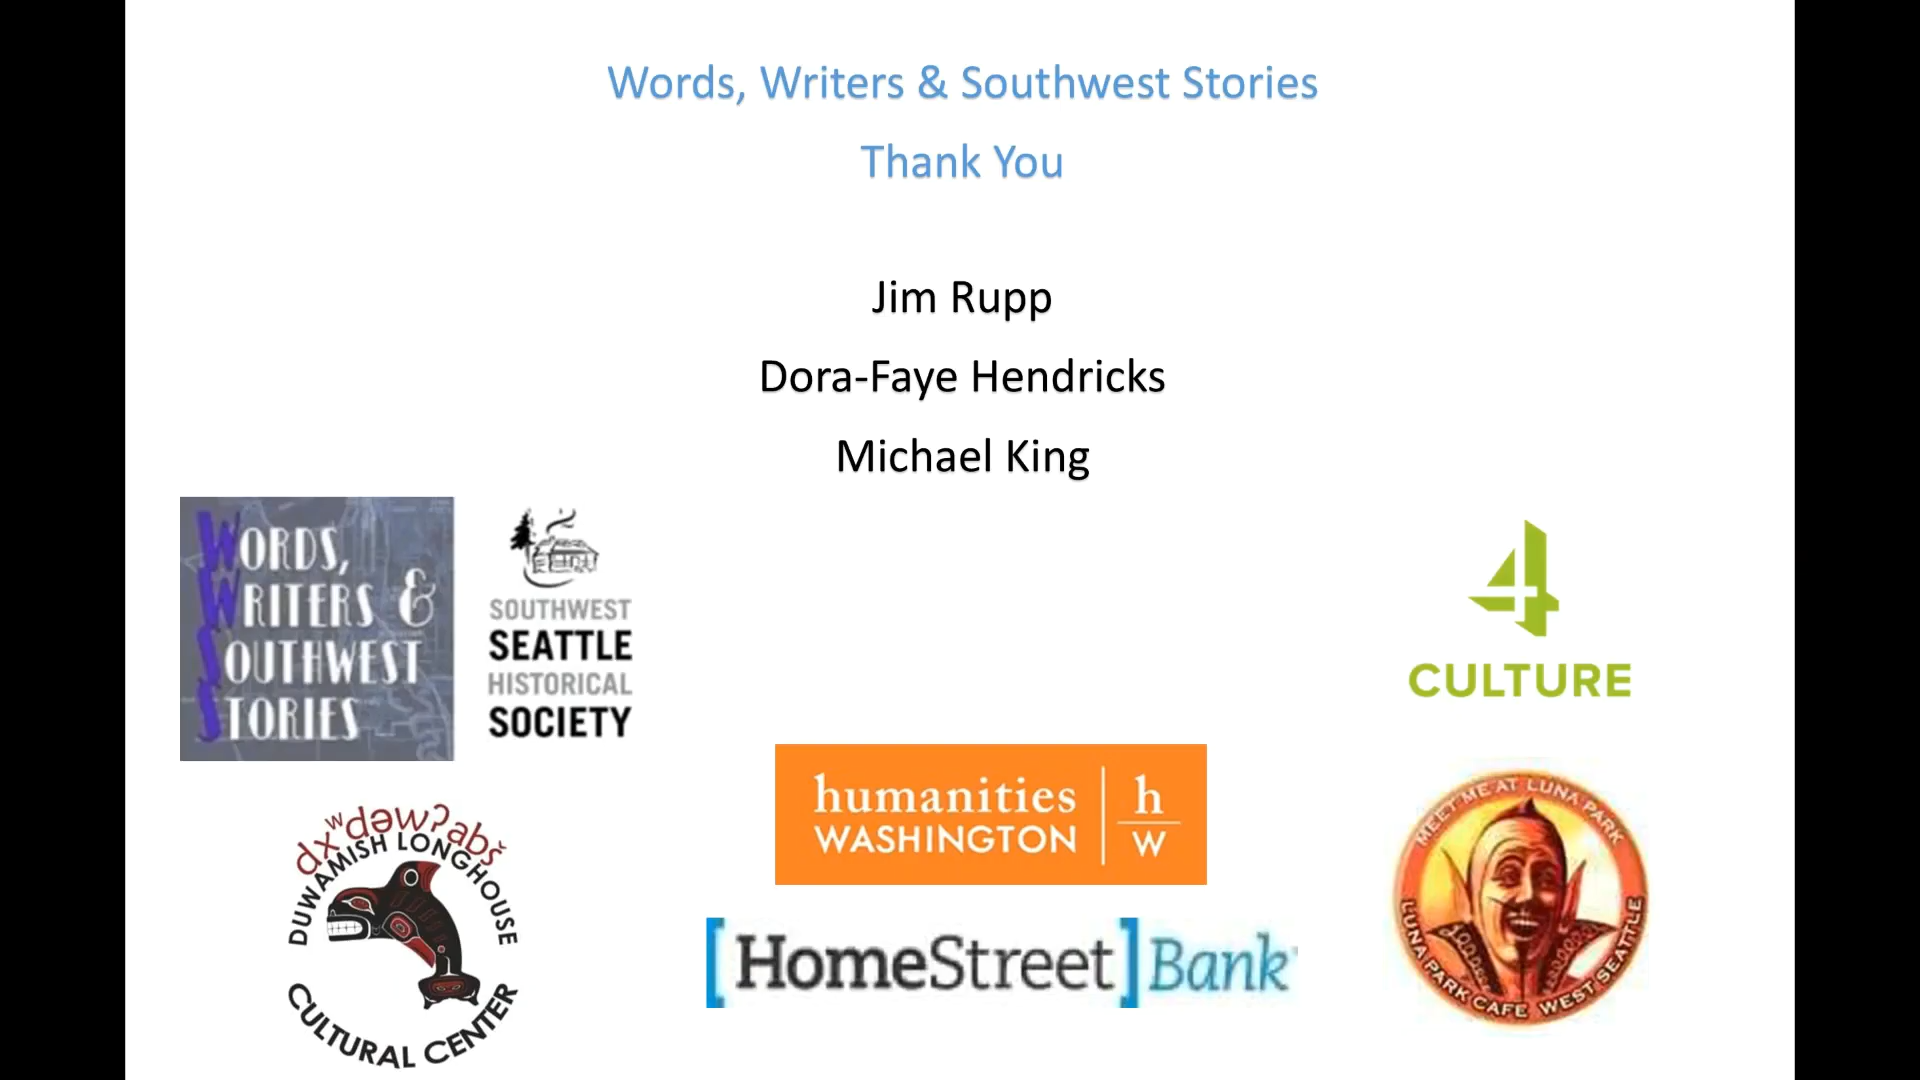 Words, Writers & Southwest Stories
Thank You
Jim Rupp
Dora-Faye Hendricks
Michael King
WORDS,
WRITERS &
SOUTHWEST
STORIES
SOUTHWEST
SEATTLE
HISTORICAL
SOCIETY
4
CULTURE
humanities
WASHINGTON
h
w
dxʷdəwʔabš
DUWAMISH LONGHOUSE
CULTURAL CENTER
[HomeStreet]Bank
MEET ME AT LUNA PARK
LUNA PARK CAFE WEST SEATTLE